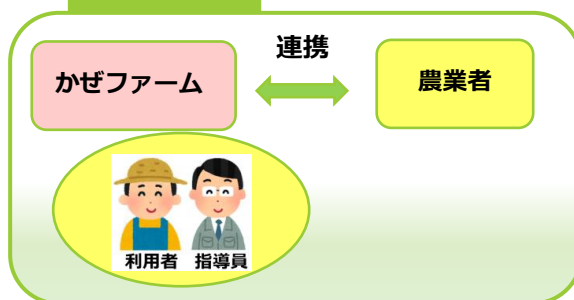 連携
かぜファーム
農業者
利用者 指導員